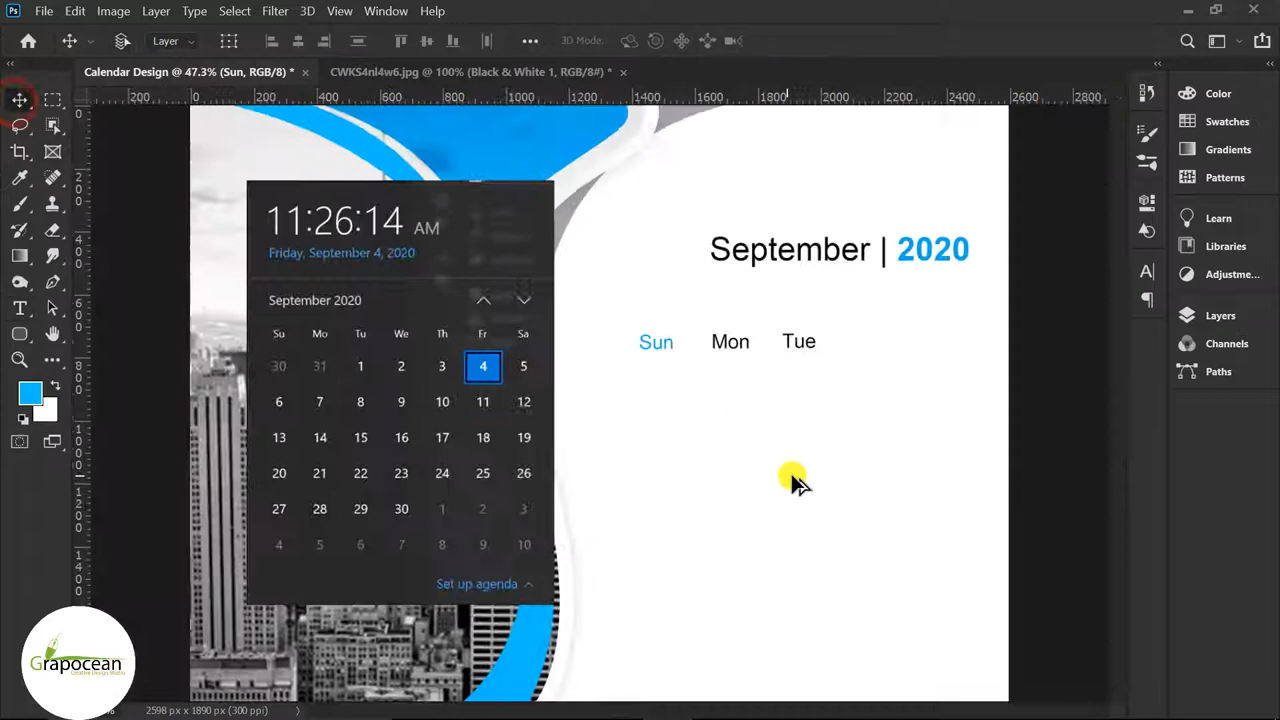 Ps File Edit Image Layer Type Select Filter 3D View Window Help
Layer 3D Mode:
Calendar Design @ 47.3% (Sun, RGB/8) * × CWKS4nl4w6.jpg @ 100% (Black & White 1, RGB/8#) * ×
200 0 200 400 600 800 1000 1200 1400 1600 1800 2000 2200 2400 2600 2800
Color
Swatches
Gradients
Patterns
Learn
Libraries
Adjustme...
Layers
Channels
Paths
11:26:14 AM
Friday, September 4, 2020
September 2020
Su Mo Tu We Th Fr Sa
30 31 1 2 3 4 5
6 7 8 9 10 11 12
13 14 15 16 17 18 19
20 21 22 23 24 25 26
27 28 29 30 1 2 3
4 5 6 7 8 9 10
Set up agenda
September | 2020
Sun Mon Tue
Grapocean
Creative Design Studio
2598 px x 1890 px (300 ppi)